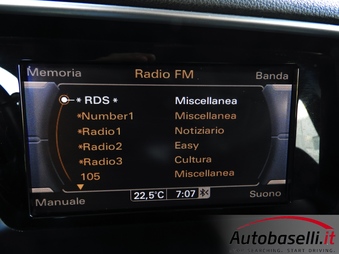 Memoria Radio FM Banda
* RDS * Miscellanea
*Number1 Miscellanea
*Radio1 Notiziario
*Radio2 Easy
*Radio3 Cultura
105 Miscellanea
Manuale 22,5°C 7:07 Suono
Autobaselli.it